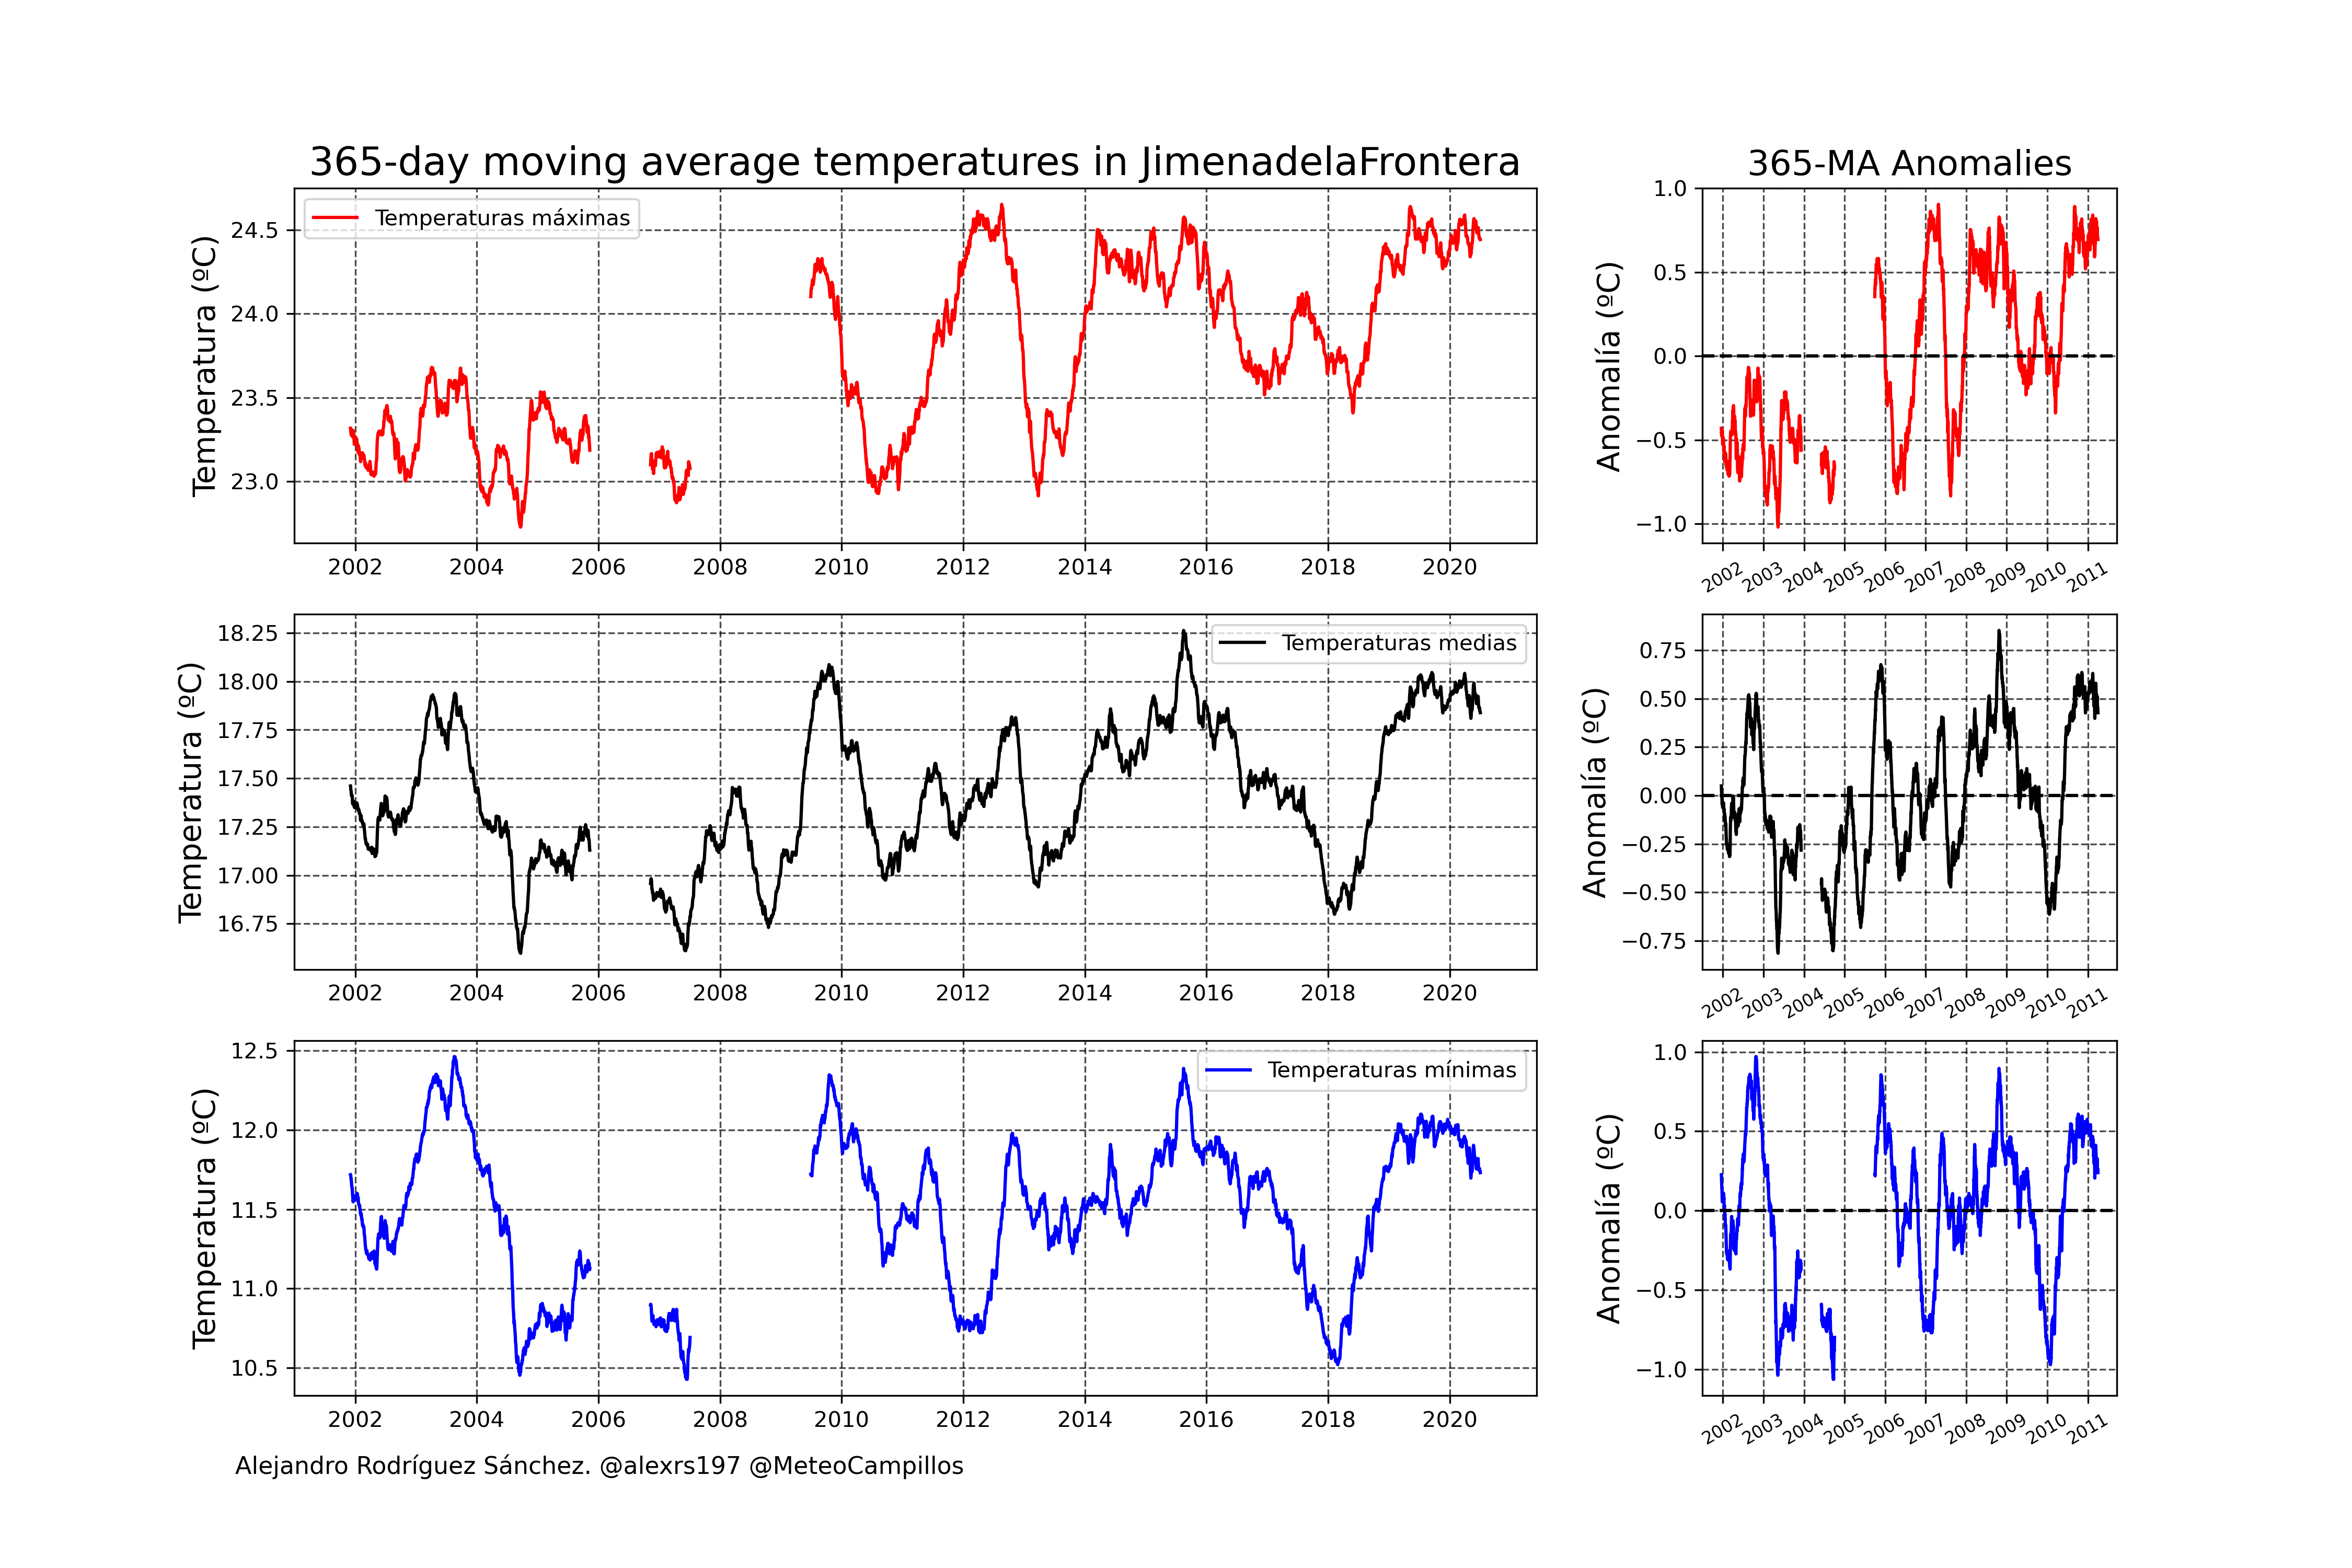 365-day moving average temperatures in JimenadelaFrontera
365-MA Anomalies
Temperaturas máximas
Temperatura (ºC)
24.5
24.0
23.5
23.0
2002 2004 2006 2008 2010 2012 2014 2016 2018 2020
Anomalía (ºC)
1.0
0.5
0.0
−0.5
−1.0
2002 2003 2004 2005 2006 2007 2008 2009 2010 2011
Temperaturas medias
Temperatura (ºC)
18.25
18.00
17.75
17.50
17.25
17.00
16.75
2002 2004 2006 2008 2010 2012 2014 2016 2018 2020
Anomalía (ºC)
0.75
0.50
0.25
0.00
−0.25
−0.50
−0.75
2002 2003 2004 2005 2006 2007 2008 2009 2010 2011
Temperaturas mínimas
Temperatura (ºC)
12.5
12.0
11.5
11.0
10.5
2002 2004 2006 2008 2010 2012 2014 2016 2018 2020
Anomalía (ºC)
1.0
0.5
0.0
−0.5
−1.0
2002 2003 2004 2005 2006 2007 2008 2009 2010 2011
Alejandro Rodríguez Sánchez. @alexrs197 @MeteoCampillos